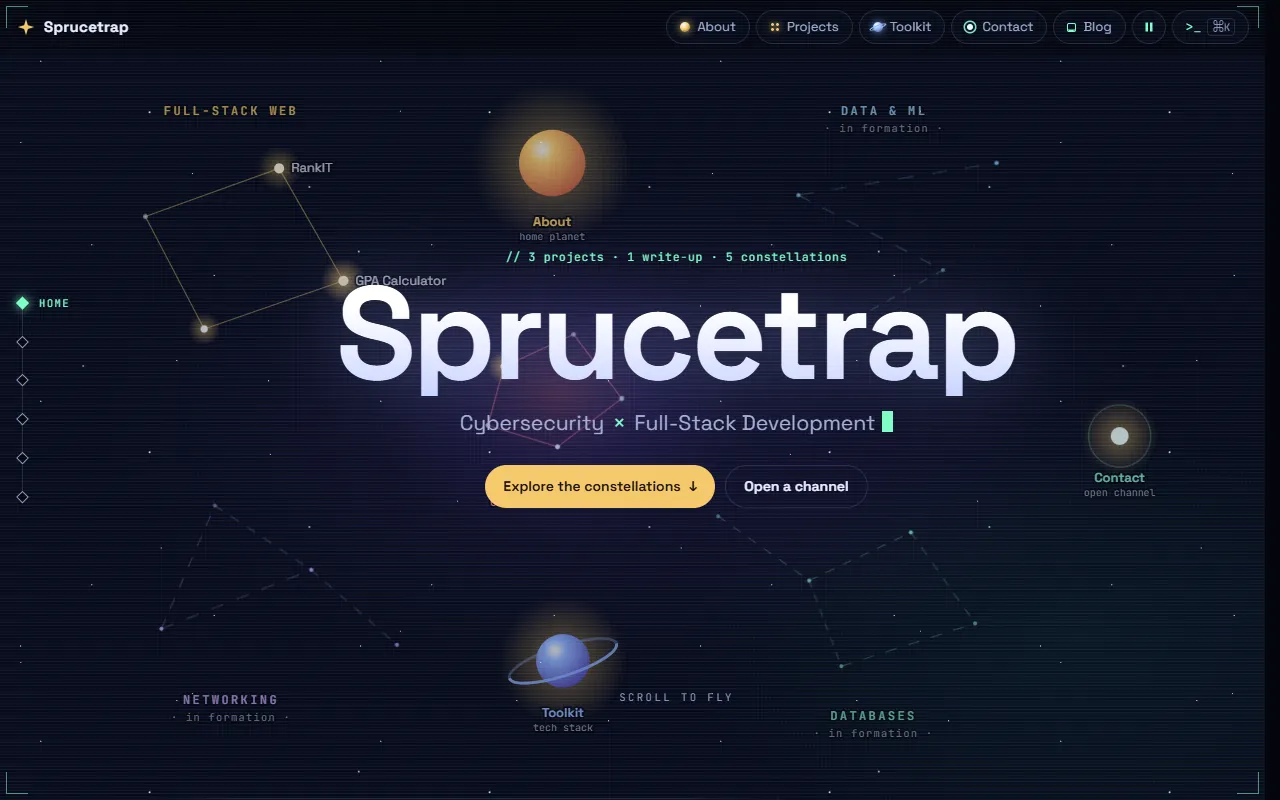 Sprucetrap
About
Projects
Toolkit
Contact
Blog
>_ ⌘K
FULL-STACK WEB
DATA & ML
· in formation ·
RankIT
About
home planet
// 3 projects · 1 write-up · 5 constellations
GPA Calculator
HOME
Sprucetrap
Cybersecurity × Full-Stack Development
Contact
open channel
Explore the constellations ↓
Open a channel
NETWORKING
· in formation ·
SCROLL TO FLY
Toolkit
tech stack
DATABASES
· in formation ·